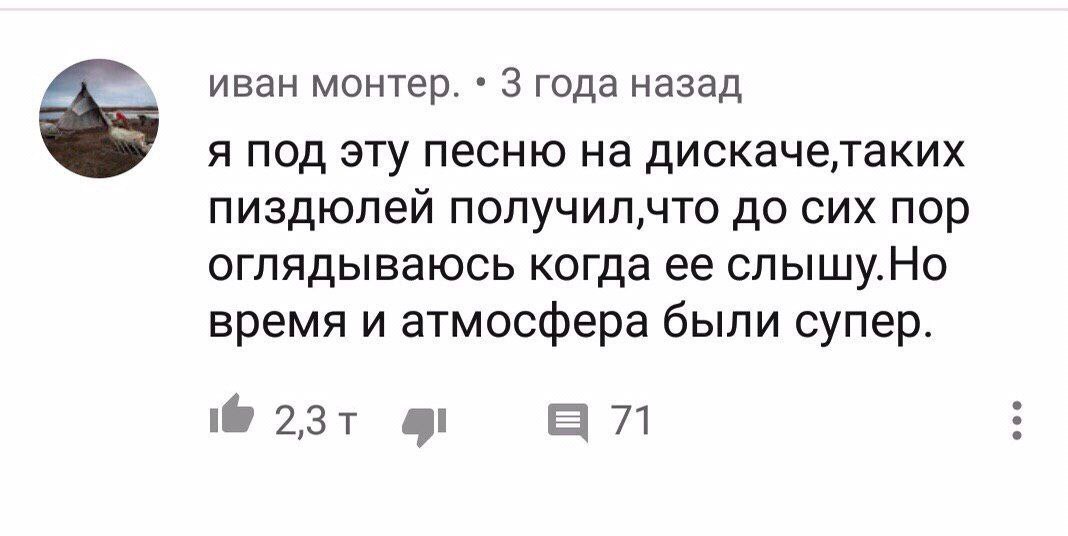 иван монтер. • 3 года назад
я под эту песню на дискаче,таких
пиздюлей получил,что до сих пор
оглядываюсь когда ее слышу.Но
время и атмосфера были супер.
2,3 т 71